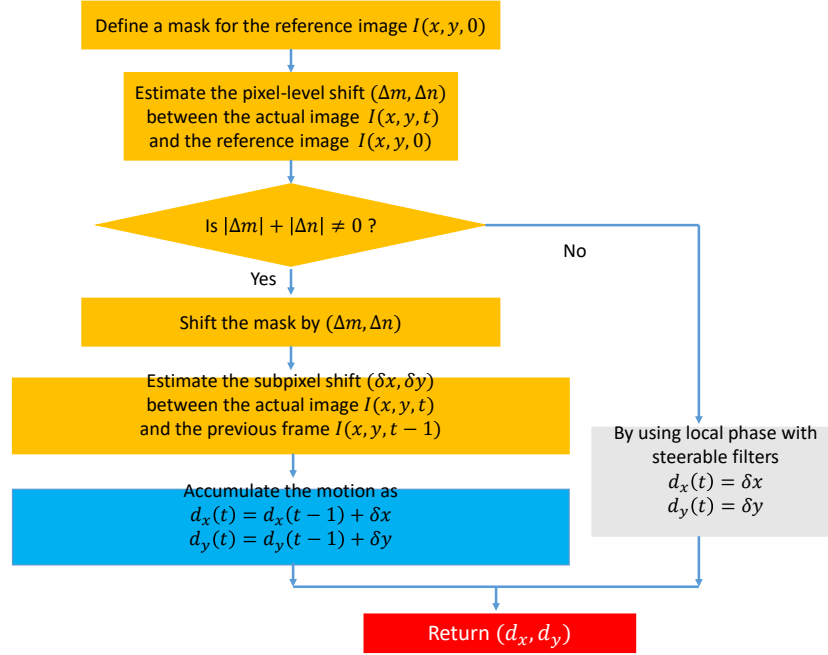 Define a mask for the reference image I(x, y, 0)
Estimate the pixel-level shift (Δm, Δn)
between the actual image I(x, y, t)
and the reference image I(x, y, 0)
Is |Δm| + |Δn| ≠ 0 ?
No
Yes
Shift the mask by (Δm, Δn)
Estimate the subpixel shift (δx, δy)
between the actual image I(x, y, t)
and the previous frame I(x, y, t − 1)
By using local phase with
steerable filters
d_x(t) = δx
d_y(t) = δy
Accumulate the motion as
d_x(t) = d_x(t − 1) + δx
d_y(t) = d_y(t − 1) + δy
Return (d_x, d_y)